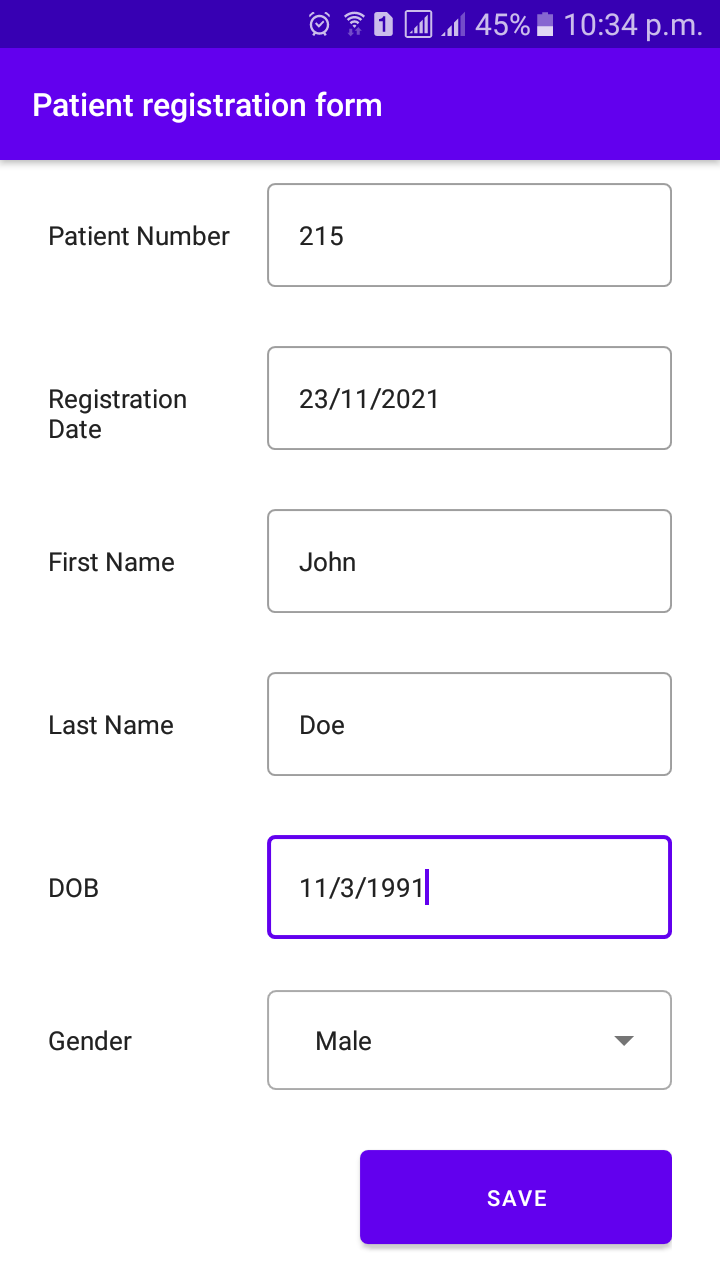 1 45% 10:34 p.m.
Patient registration form
Patient Number 215
Registration Date 23/11/2021
First Name John
Last Name Doe
DOB 11/3/1991
Gender Male
SAVE